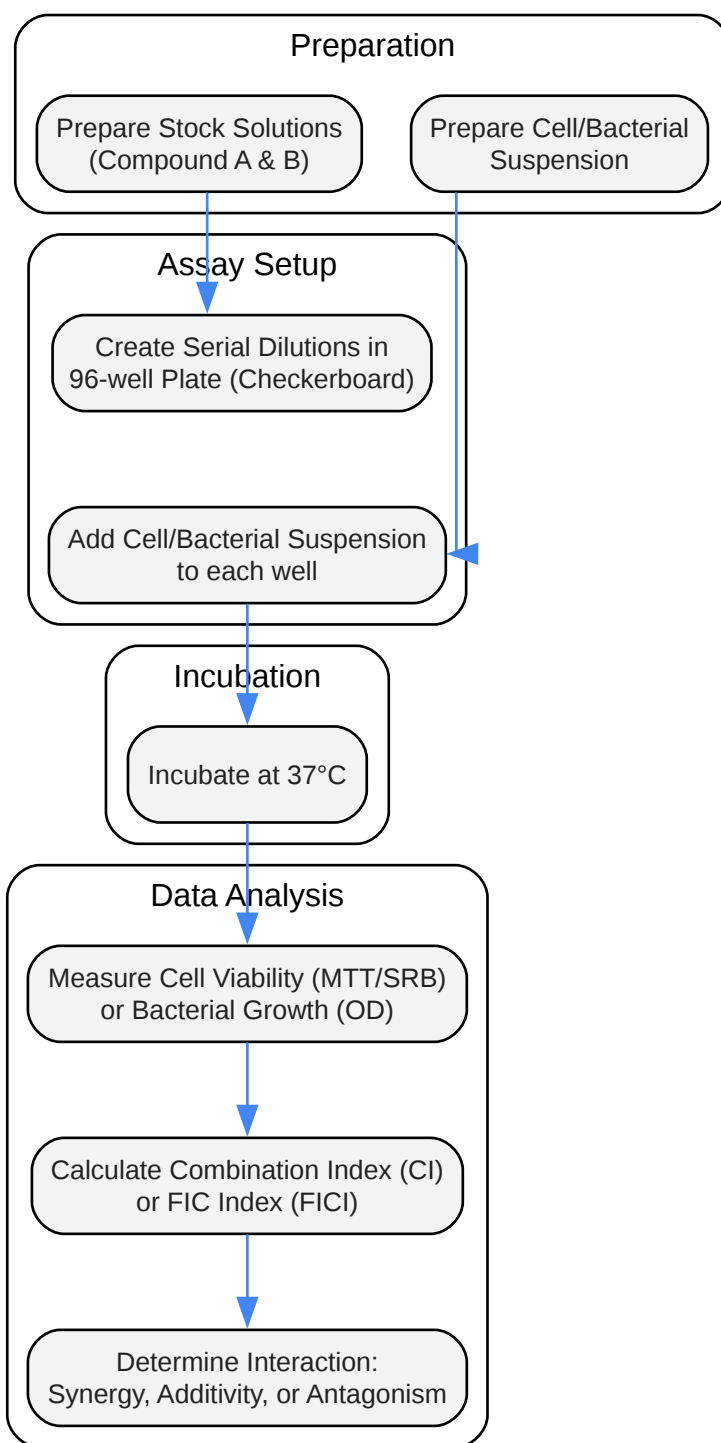 Preparation
Prepare Stock Solutions
(Compound A & B)
Prepare Cell/Bacterial
Suspension
Assay Setup
Create Serial Dilutions in
96-well Plate (Checkerboard)
Add Cell/Bacterial Suspension
to each well
Incubation
Incubate at 37°C
Data Analysis
Measure Cell Viability (MTT/SRB)
or Bacterial Growth (OD)
Calculate Combination Index (CI)
or FIC Index (FICI)
Determine Interaction:
Synergy, Additivity, or Antagonism